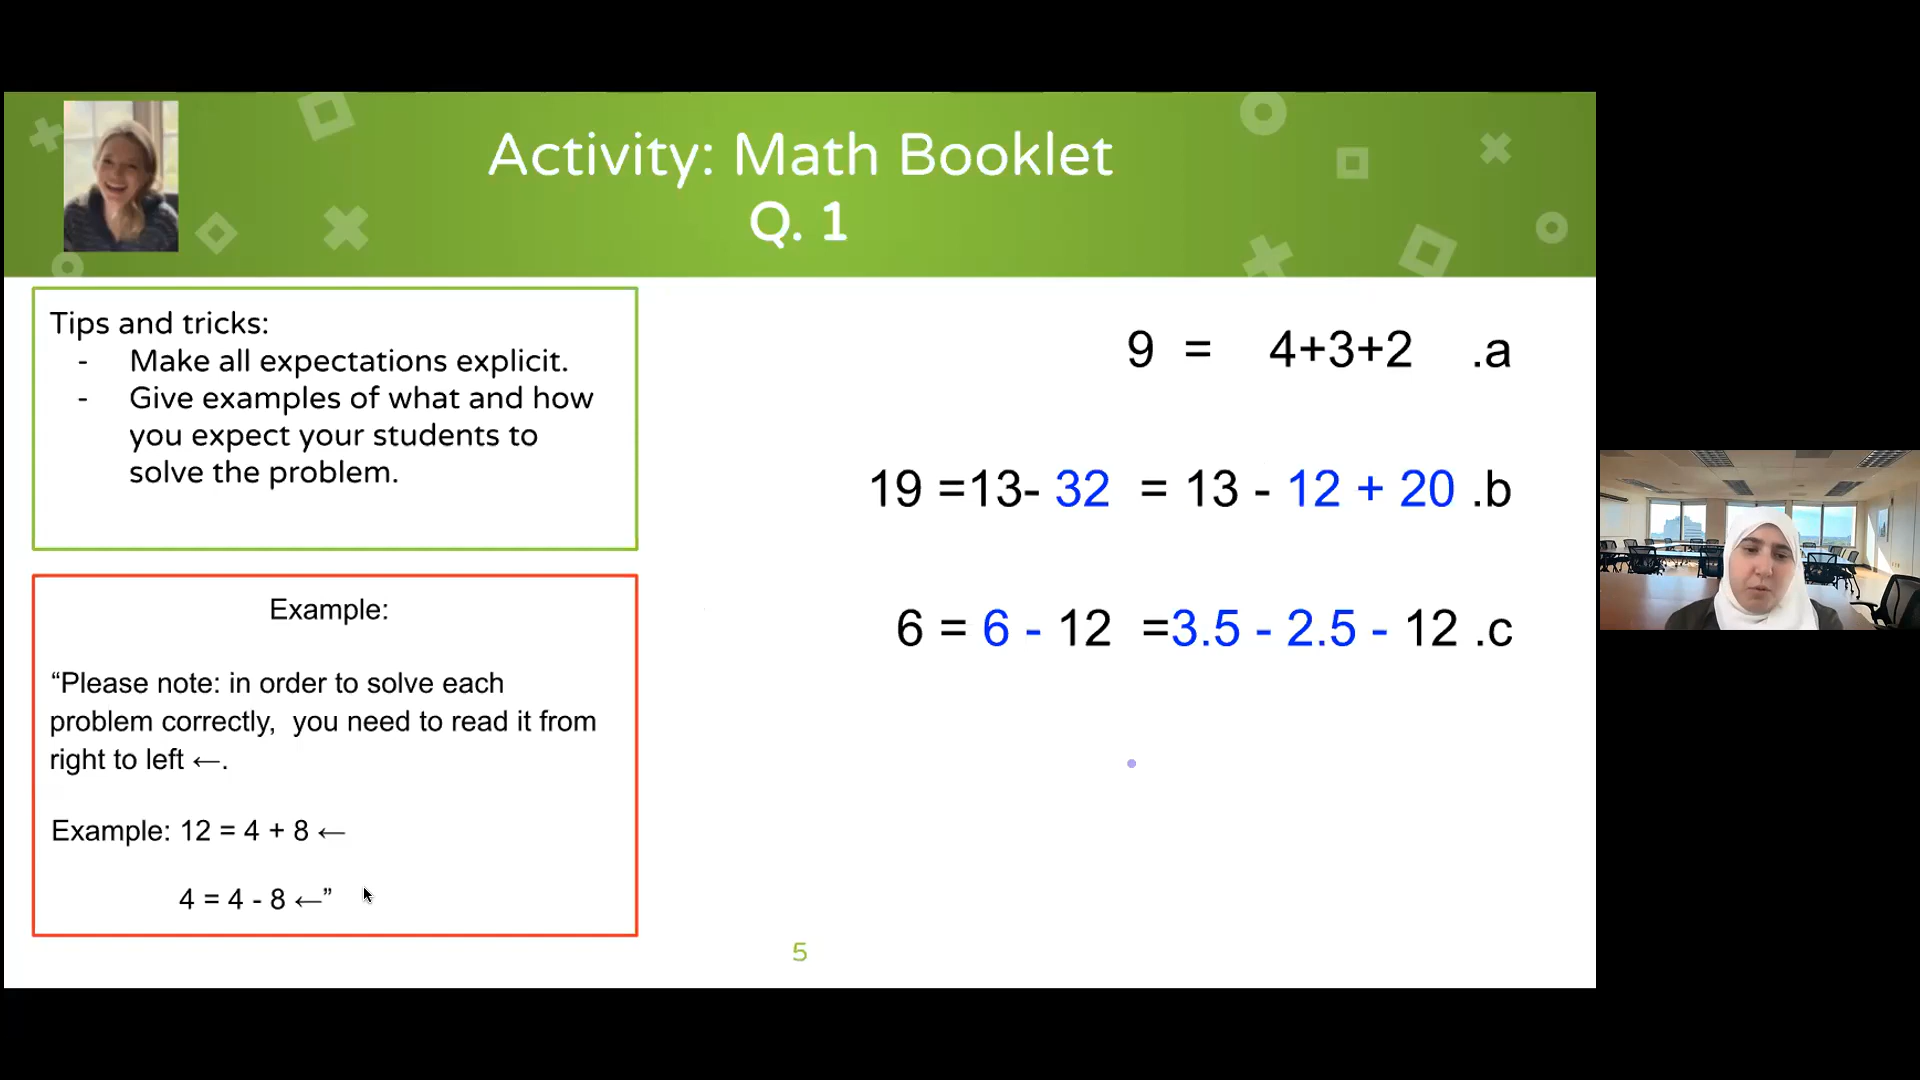 Activity: Math Booklet
Q. 1
Tips and tricks:
- Make all expectations explicit.
- Give examples of what and how
you expect your students to
solve the problem.
Example:
“Please note: in order to solve each
problem correctly, you need to read it from
right to left ←.
Example: 12 = 4 + 8 ←
4 = 4 - 8 ←”
9 = 4+3+2 .a
19 =13- 32 = 13 - 12 + 20 .b
6 = 6 - 12 =3.5 - 2.5 - 12 .c
5